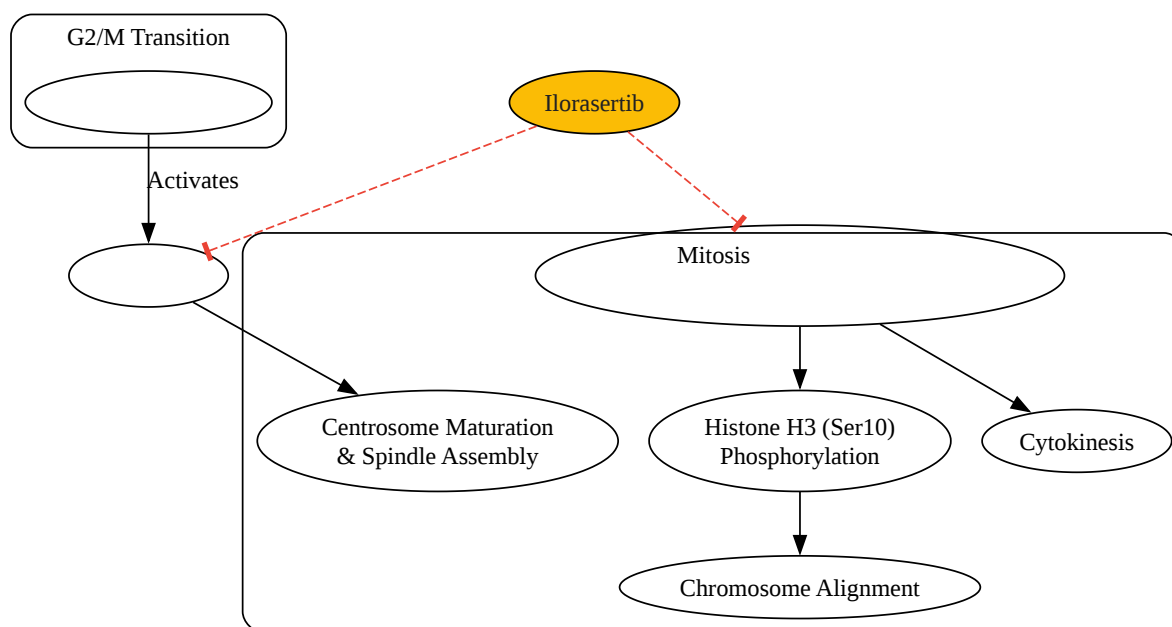 G2/M Transition
Ilorasertib
Activates
Mitosis
Centrosome Maturation
& Spindle Assembly
Histone H3 (Ser10)
Phosphorylation
Cytokinesis
Chromosome Alignment